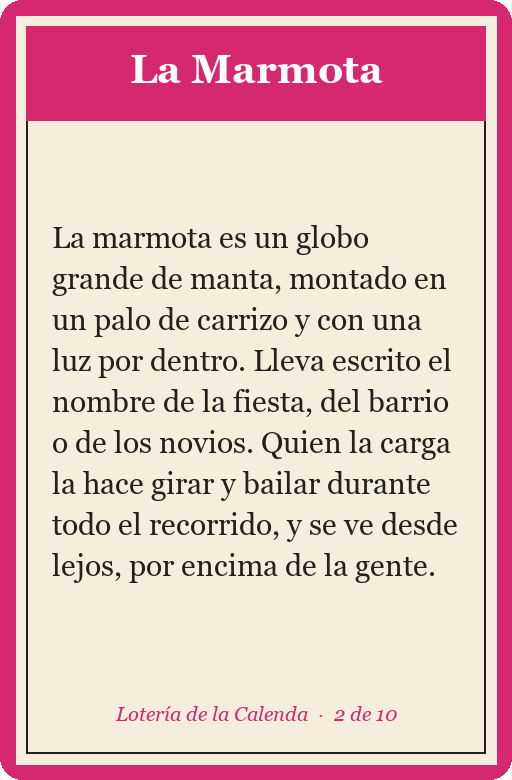 La Marmota
La marmota es un globo
grande de manta, montado en
un palo de carrizo y con una
luz por dentro. Lleva escrito el
nombre de la fiesta, del barrio
o de los novios. Quien la carga
la hace girar y bailar durante
todo el recorrido, y se ve desde
lejos, por encima de la gente.
Lotería de la Calenda · 2 de 10